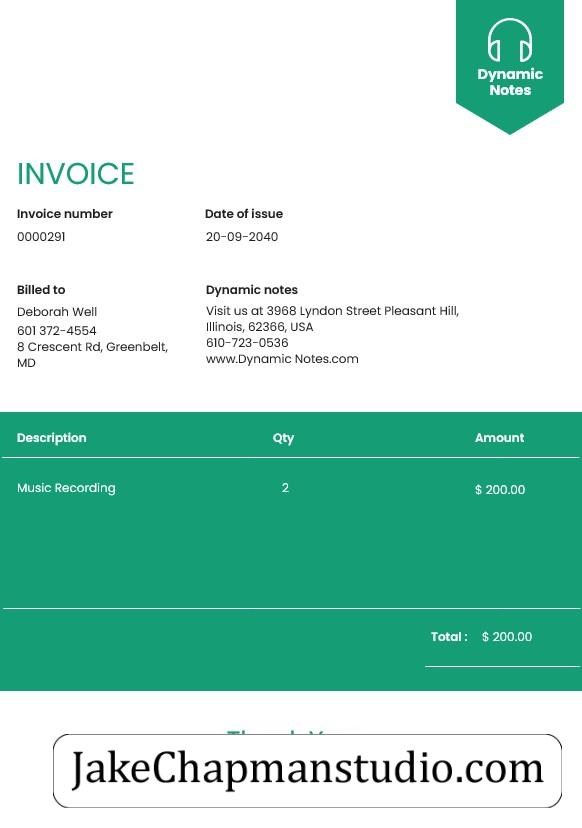 Dynamic
Notes
INVOICE
Invoice number
0000291
Date of issue
20-09-2040
Billed to
Deborah Well
601 372-4554
8 Crescent Rd, Greenbelt,
MD
Dynamic notes
Visit us at 3968 Lyndon Street Pleasant Hill,
Illinois, 62366, USA
610-723-0536
www.Dynamic Notes.com
Description Qty Amount
Music Recording 2 $ 200.00
Total : $ 200.00
JakeChapmanstudio.com